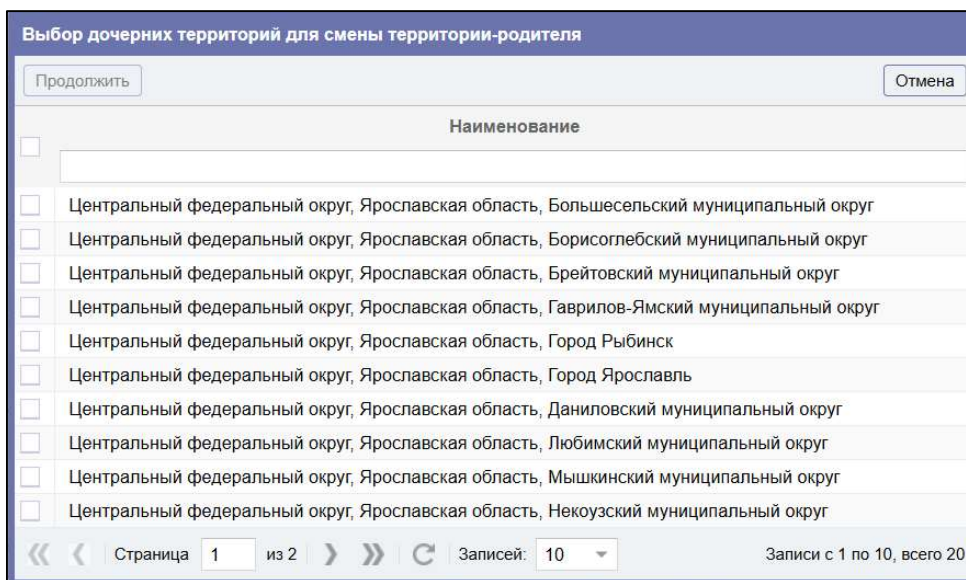 Выбор дочерних территорий для смены территории-родителя
Продолжить Отмена
Наименование
Центральный федеральный округ, Ярославская область, Большесельский муниципальный округ
Центральный федеральный округ, Ярославская область, Борисоглебский муниципальный округ
Центральный федеральный округ, Ярославская область, Брейтовский муниципальный округ
Центральный федеральный округ, Ярославская область, Гаврилов-Ямский муниципальный округ
Центральный федеральный округ, Ярославская область, Город Рыбинск
Центральный федеральный округ, Ярославская область, Город Ярославль
Центральный федеральный округ, Ярославская область, Даниловский муниципальный округ
Центральный федеральный округ, Ярославская область, Любимский муниципальный округ
Центральный федеральный округ, Ярославская область, Мышкинский муниципальный округ
Центральный федеральный округ, Ярославская область, Некоузский муниципальный округ
Страница 1 из 2 Записей: 10 Записи с 1 по 10, всего 20